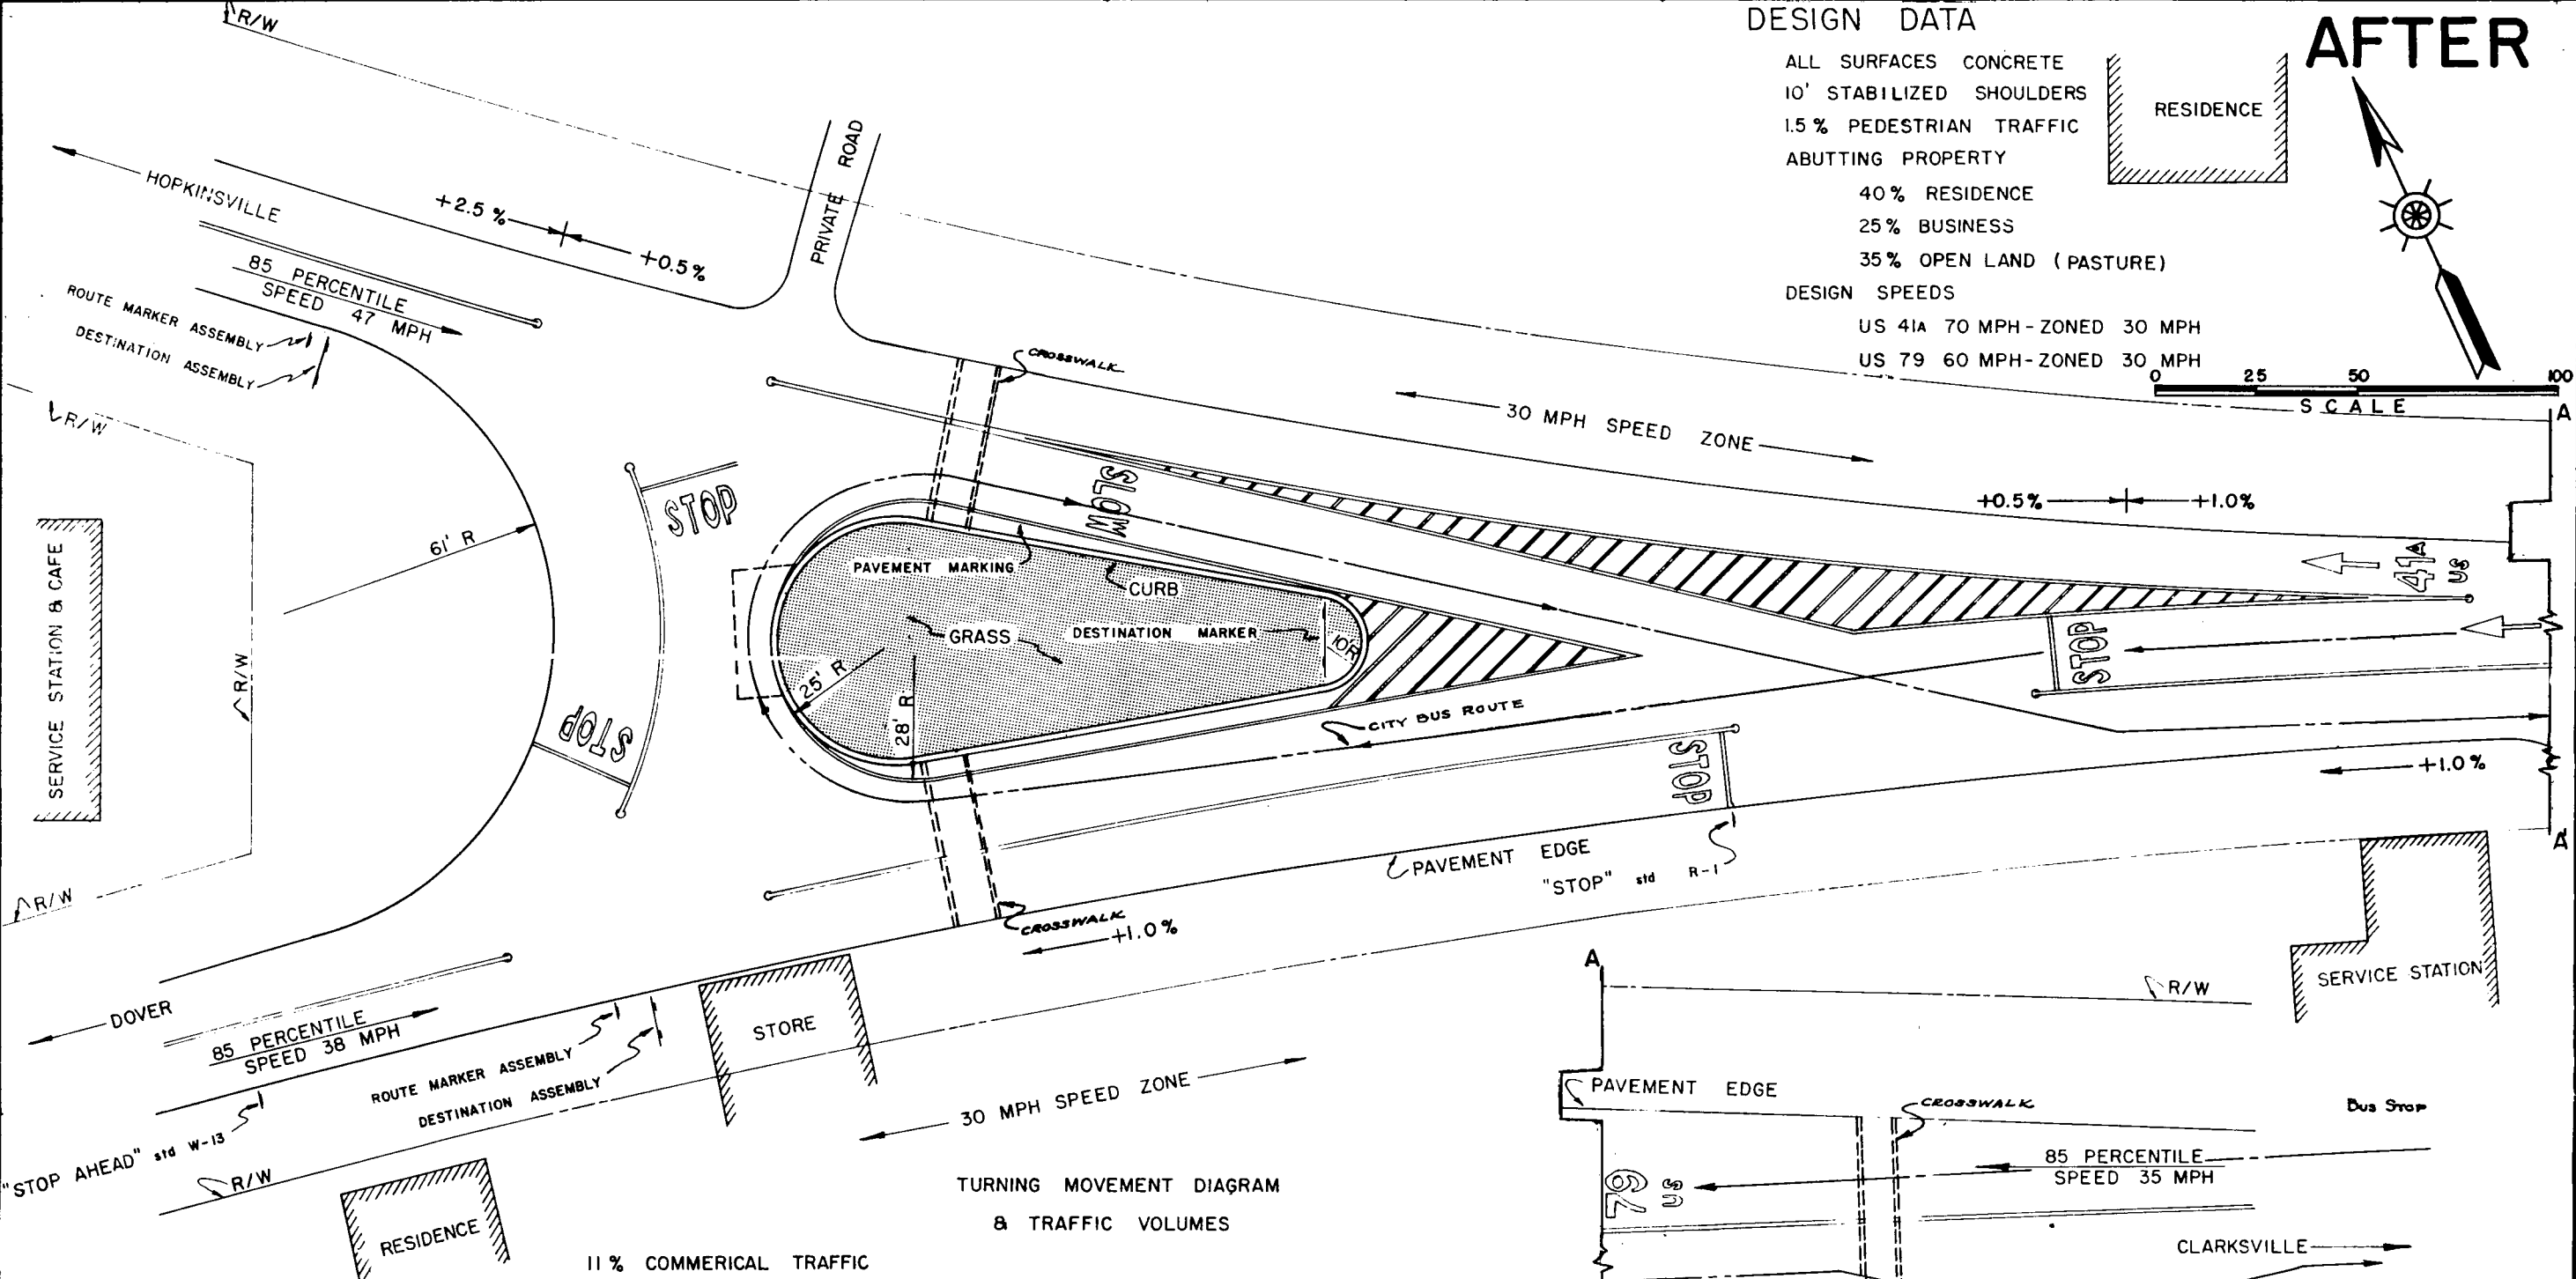 R/W
DESIGN DATA
AFTER
ALL SURFACES CONCRETE
10' STABILIZED SHOULDERS
1.5 % PEDESTRIAN TRAFFIC
ABUTTING PROPERTY
40 % RESIDENCE
25 % BUSINESS
35 % OPEN LAND ( PASTURE )
DESIGN SPEEDS
US 41A 70 MPH - ZONED 30 MPH
US 79 60 MPH - ZONED 30 MPH
RESIDENCE
0 25 50 100
SCALE
A
HOPKINSVILLE
+2.5 %
+0.5 %
PRIVATE ROAD
85 PERCENTILE
SPEED 47 MPH
ROUTE MARKER ASSEMBLY
DESTINATION ASSEMBLY
R/W
CROSSWALK
30 MPH SPEED ZONE
SLOW
STOP
+0.5 %
+1.0 %
61' R
SERVICE STATION & CAFE
R/W
PAVEMENT MARKING
CURB
GRASS
DESTINATION MARKER
10'R
25' R
28' R
41A
US
STOP
STOP
CITY BUS ROUTE
STOP
+1.0 %
A'
PAVEMENT EDGE
"STOP" std R-1
R/W
CROSSWALK
+1.0 %
SERVICE STATION
DOVER
85 PERCENTILE
SPEED 38 MPH
STORE
ROUTE MARKER ASSEMBLY
DESTINATION ASSEMBLY
30 MPH SPEED ZONE
"STOP AHEAD" std W-13
R/W
RESIDENCE
TURNING MOVEMENT DIAGRAM
& TRAFFIC VOLUMES
11 % COMMERICAL TRAFFIC
A
R/W
PAVEMENT EDGE
CROSSWALK
Bus Stop
85 PERCENTILE
SPEED 35 MPH
79
US
CLARKSVILLE